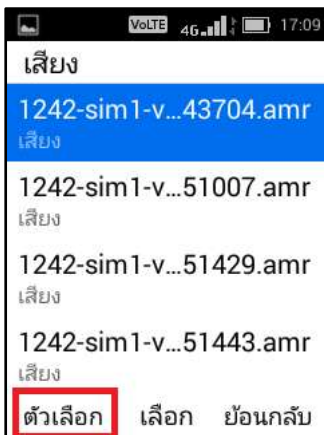 VoLTE 4G 17:09
เสียง
1242-sim1-v...43704.amr
เสียง
1242-sim1-v...51007.amr
เสียง
1242-sim1-v...51429.amr
เสียง
1242-sim1-v...51443.amr
เสียง
ตัวเลือก เลือก ย้อนกลับ